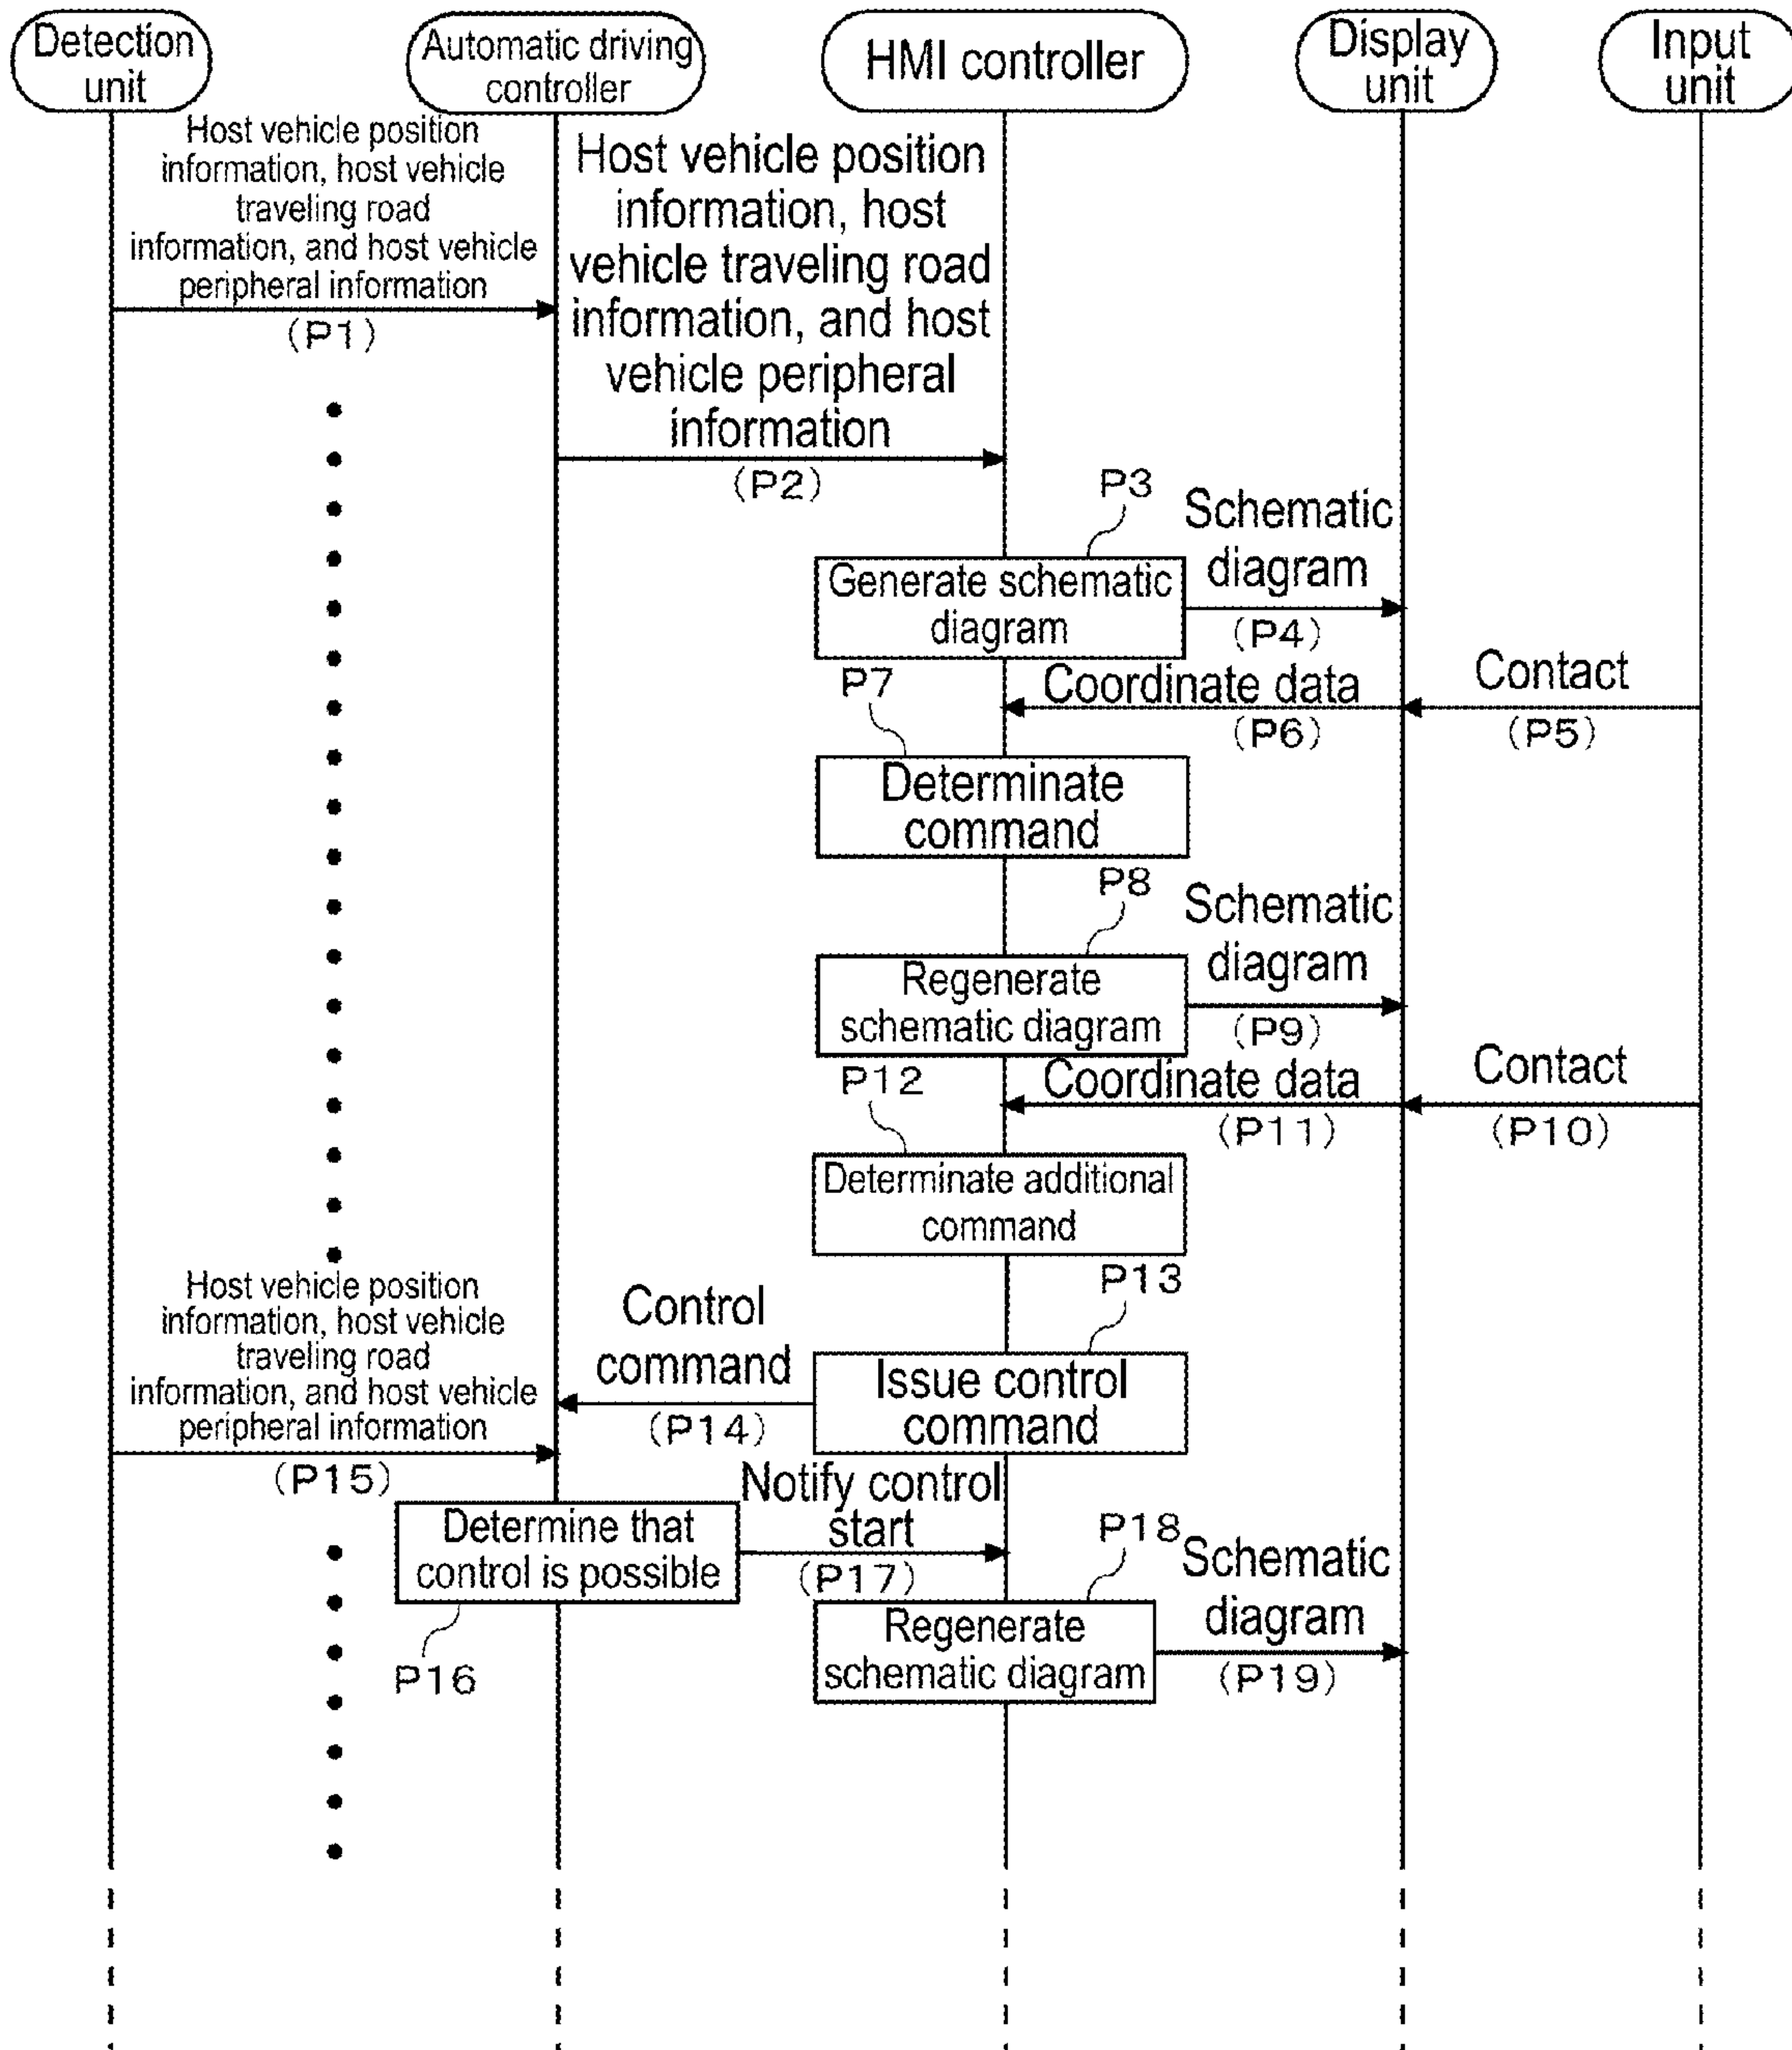 Detection
unit
Automatic driving
controller
HMI controller
Display
unit
Input
unit
Host vehicle position
information, host vehicle
traveling road
information, and host vehicle
peripheral information
(P1)
Host vehicle position
information, host
vehicle traveling road
information, and host
vehicle peripheral
information
(P2)
P3
Generate schematic
diagram
Schematic
diagram
(P4)
Contact
(P5)
Coordinate data
(P6)
P7
Determinate
command
P8
Regenerate
schematic diagram
Schematic
diagram
(P9)
Contact
(P10)
Coordinate data
(P11)
P12
Determinate additional
command
P13
Issue control
command
Control
command
(P14)
Host vehicle position
information, host vehicle
traveling road
information, and host vehicle
peripheral information
(P15)
Determine that
control is possible
P16
Notify control
start
(P17)
P18
Regenerate
schematic diagram
Schematic
diagram
(P19)